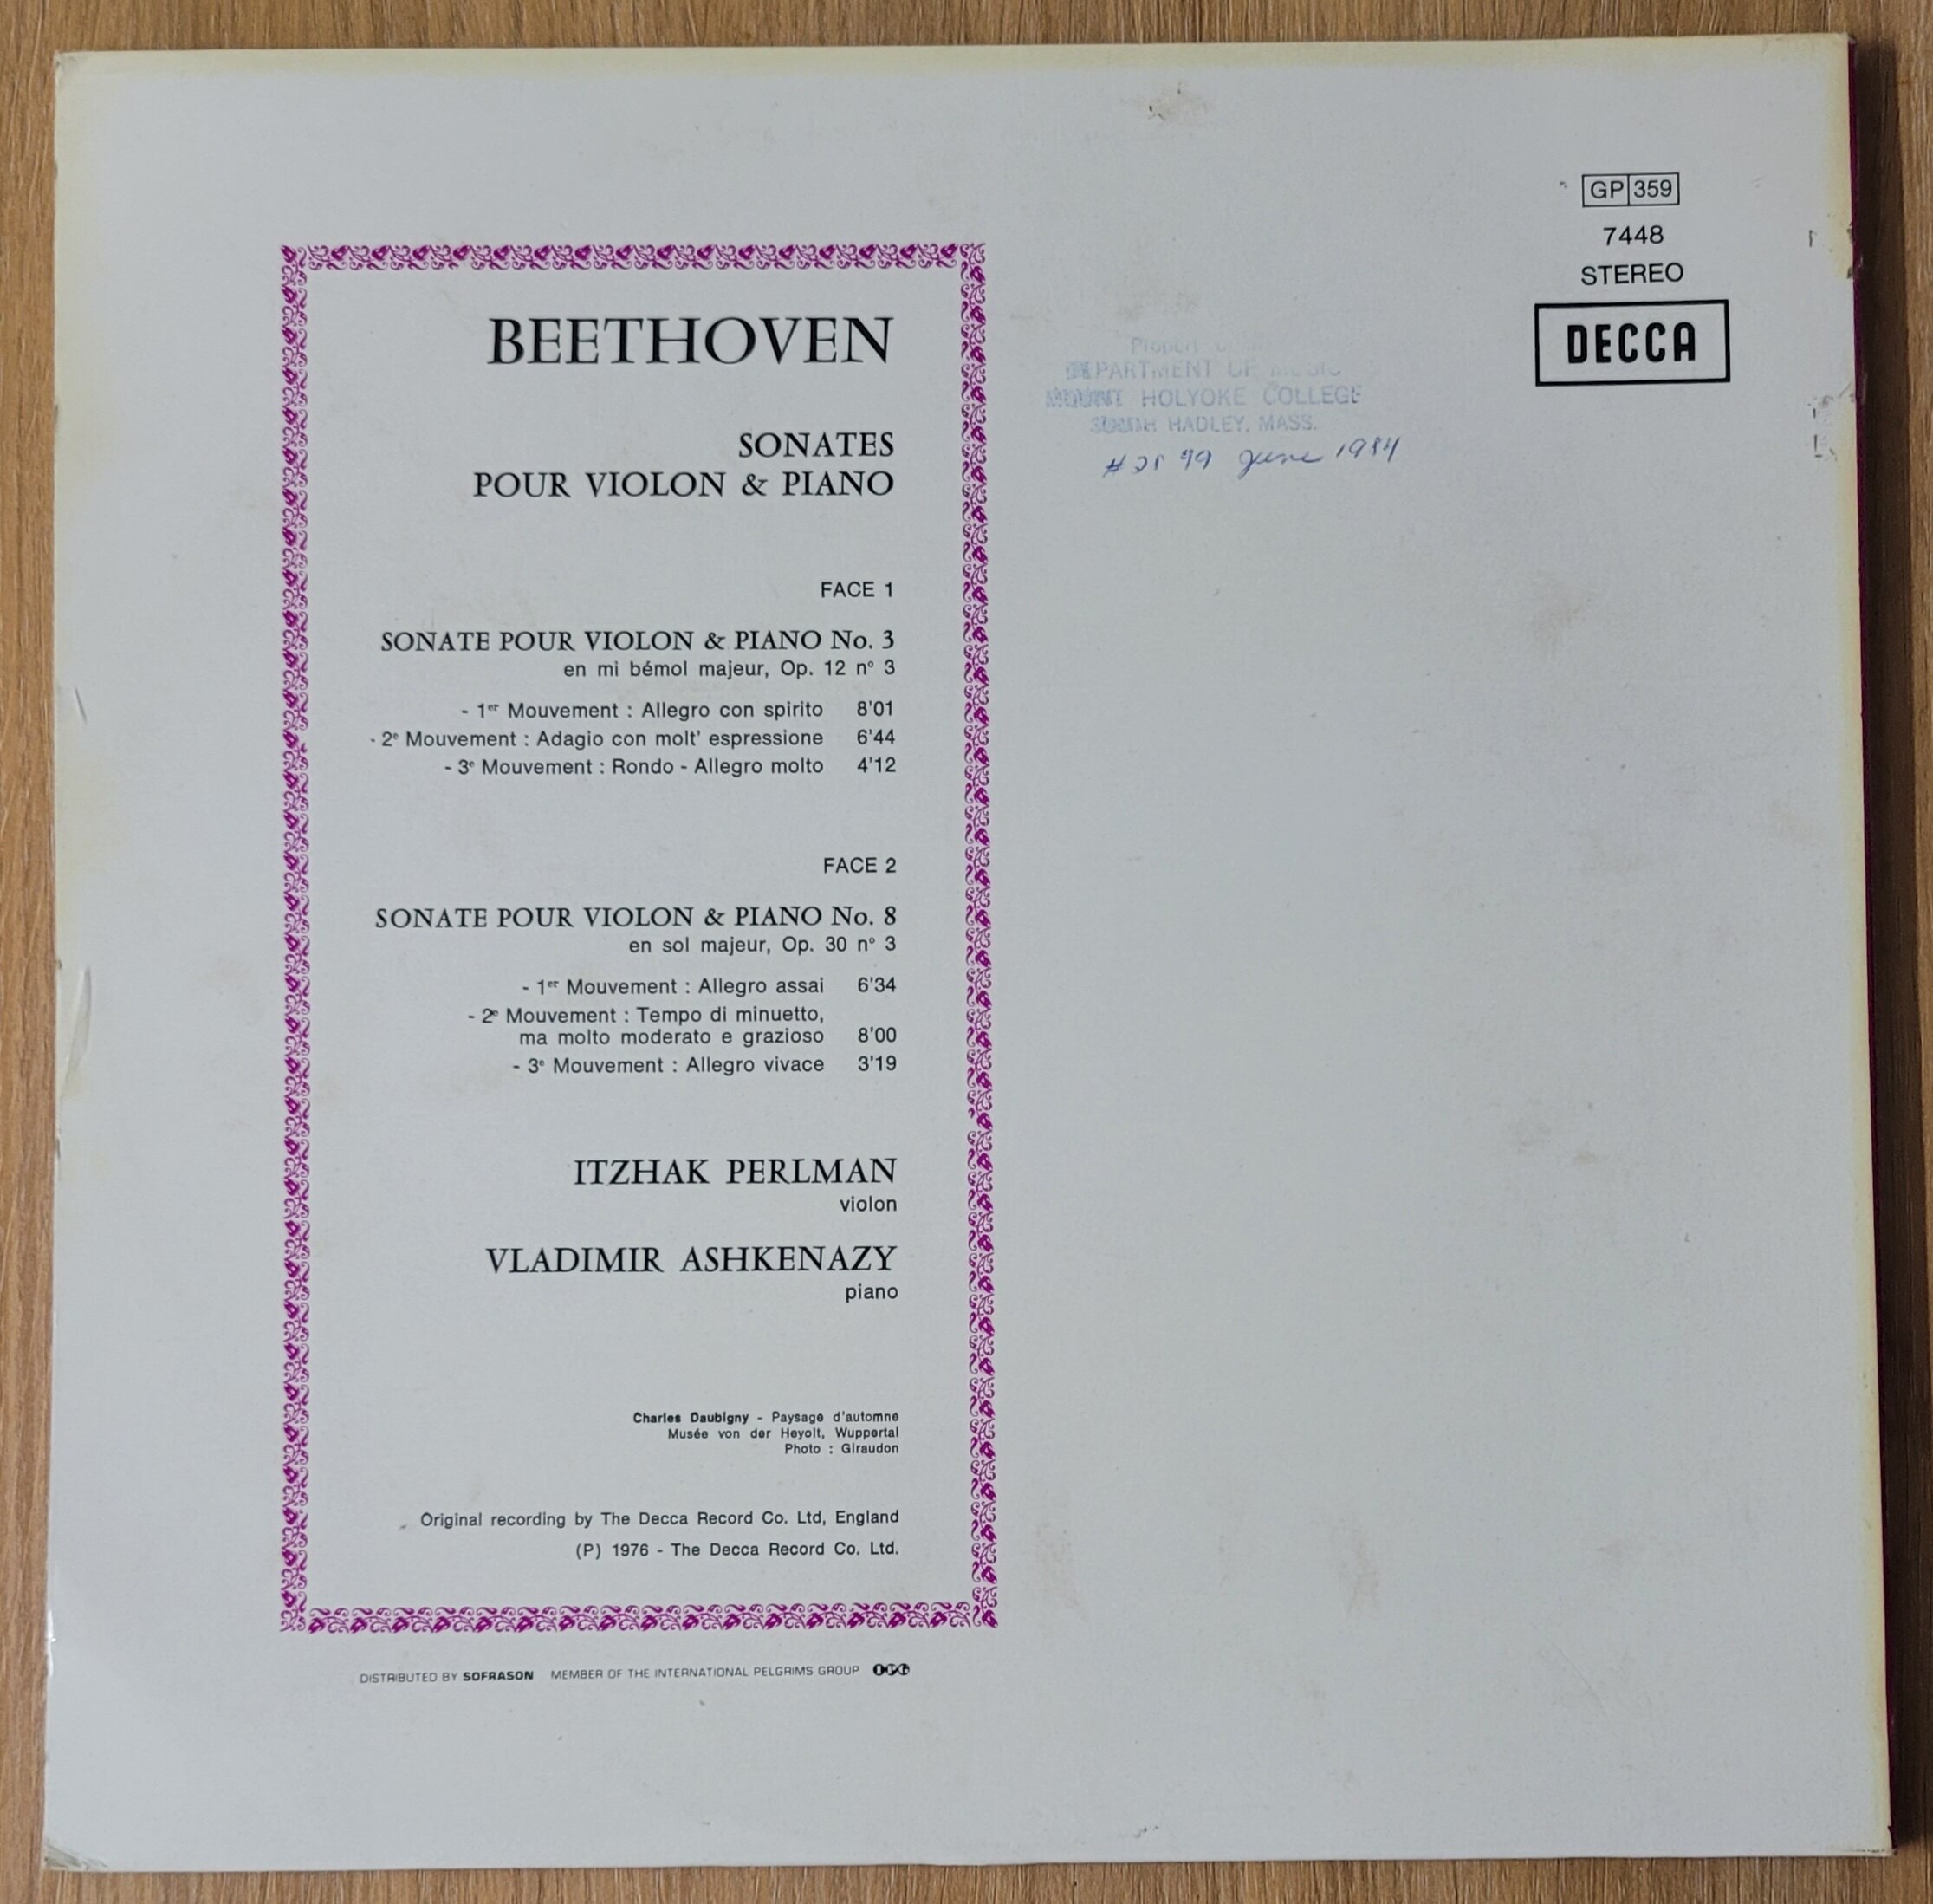 GP 359
7448
STEREO
DECCA
DEPARTMENT OF MUSIC
MOUNT HOLYOKE COLLEGE
SOUTH HADLEY, MASS.
June 1984
BEETHOVEN
SONATES
POUR VIOLON & PIANO
FACE 1
SONATE POUR VIOLON & PIANO No. 3
en mi bémol majeur, Op. 12 n° 3
- 1er Mouvement : Allegro con spirito 8'01
- 2e Mouvement : Adagio con molt' espressione 6'44
- 3e Mouvement : Rondo - Allegro molto 4'12
FACE 2
SONATE POUR VIOLON & PIANO No. 8
en sol majeur, Op. 30 n° 3
- 1er Mouvement : Allegro assai 6'34
- 2e Mouvement : Tempo di minuetto,
ma molto moderato e grazioso 8'00
- 3e Mouvement : Allegro vivace 3'19
ITZHAK PERLMAN
violon
VLADIMIR ASHKENAZY
piano
Charles Daubigny - Paysage d'automne
Musée von der Heyolt, Wuppertal
Photo : Giraudon
Original recording by The Decca Record Co. Ltd, England
(P) 1976 - The Decca Record Co. Ltd.
DISTRIBUTED BY SOFRASON MEMBER OF THE INTERNATIONAL PELGRIMS GROUP